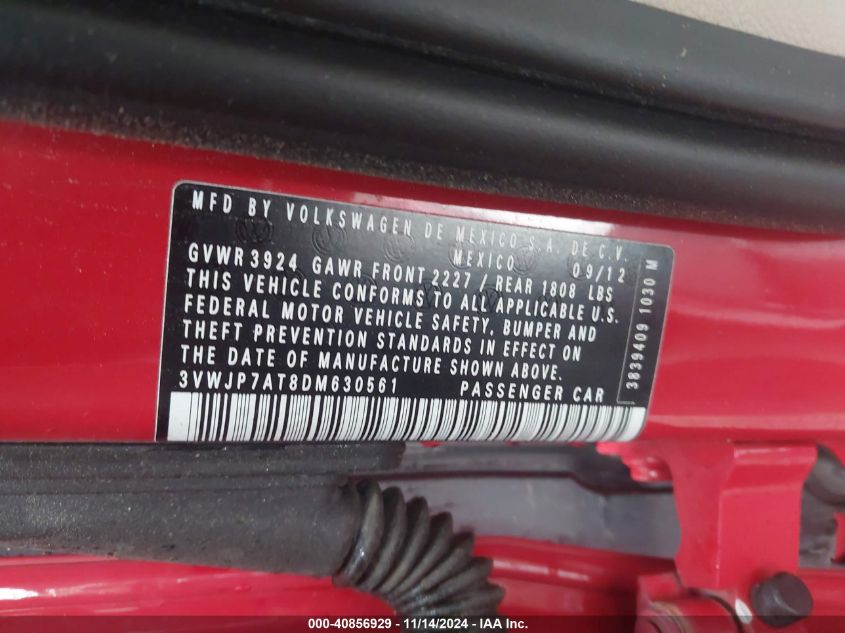 MFD BY VOLKSWAGEN DE MEXICO S.A. DE C.V.
MEXICO 09/12
GVWR 3924 GAWR FRONT 2227 / REAR 1808 LBS
THIS VEHICLE CONFORMS TO ALL APPLICABLE U.S.
FEDERAL MOTOR VEHICLE SAFETY, BUMPER AND
THEFT PREVENTION STANDARDS IN EFFECT ON
THE DATE OF MANUFACTURE SHOWN ABOVE.
3VWJP7AT8DM630561 PASSENGER CAR
3839409 1030 M
000-40856929 - 11/14/2024 - © IAA Inc.